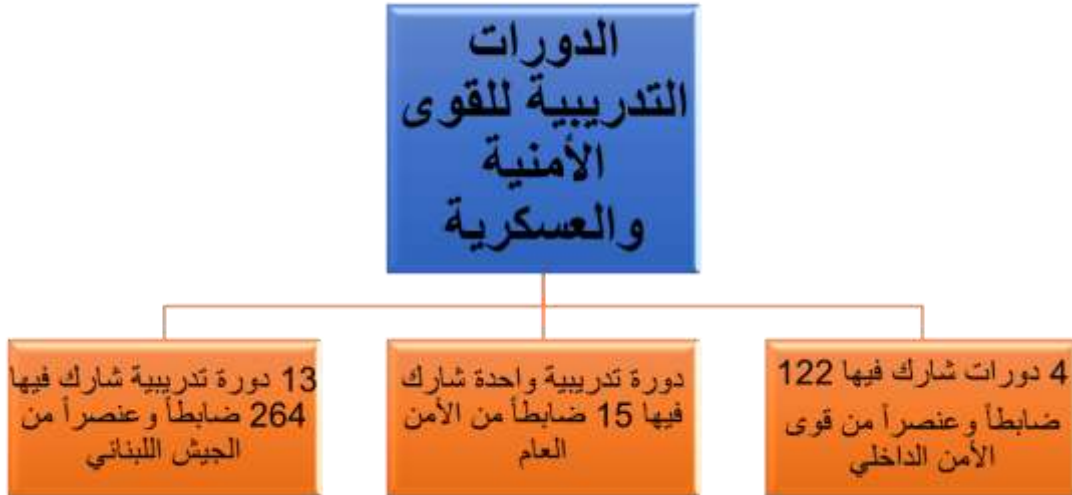 الدورات
التدريبية للقوى
الأمنية
والعسكرية
4 دورات شارك فيها 122
ضابطاً وعنصراً من قوى
الأمن الداخلي
دورة تدريبية واحدة شارك
فيها 15 ضابطاً من الأمن
العام
13 دورة تدريبية شارك فيها
264 ضابطاً وعنصراً من
الجيش اللبناني